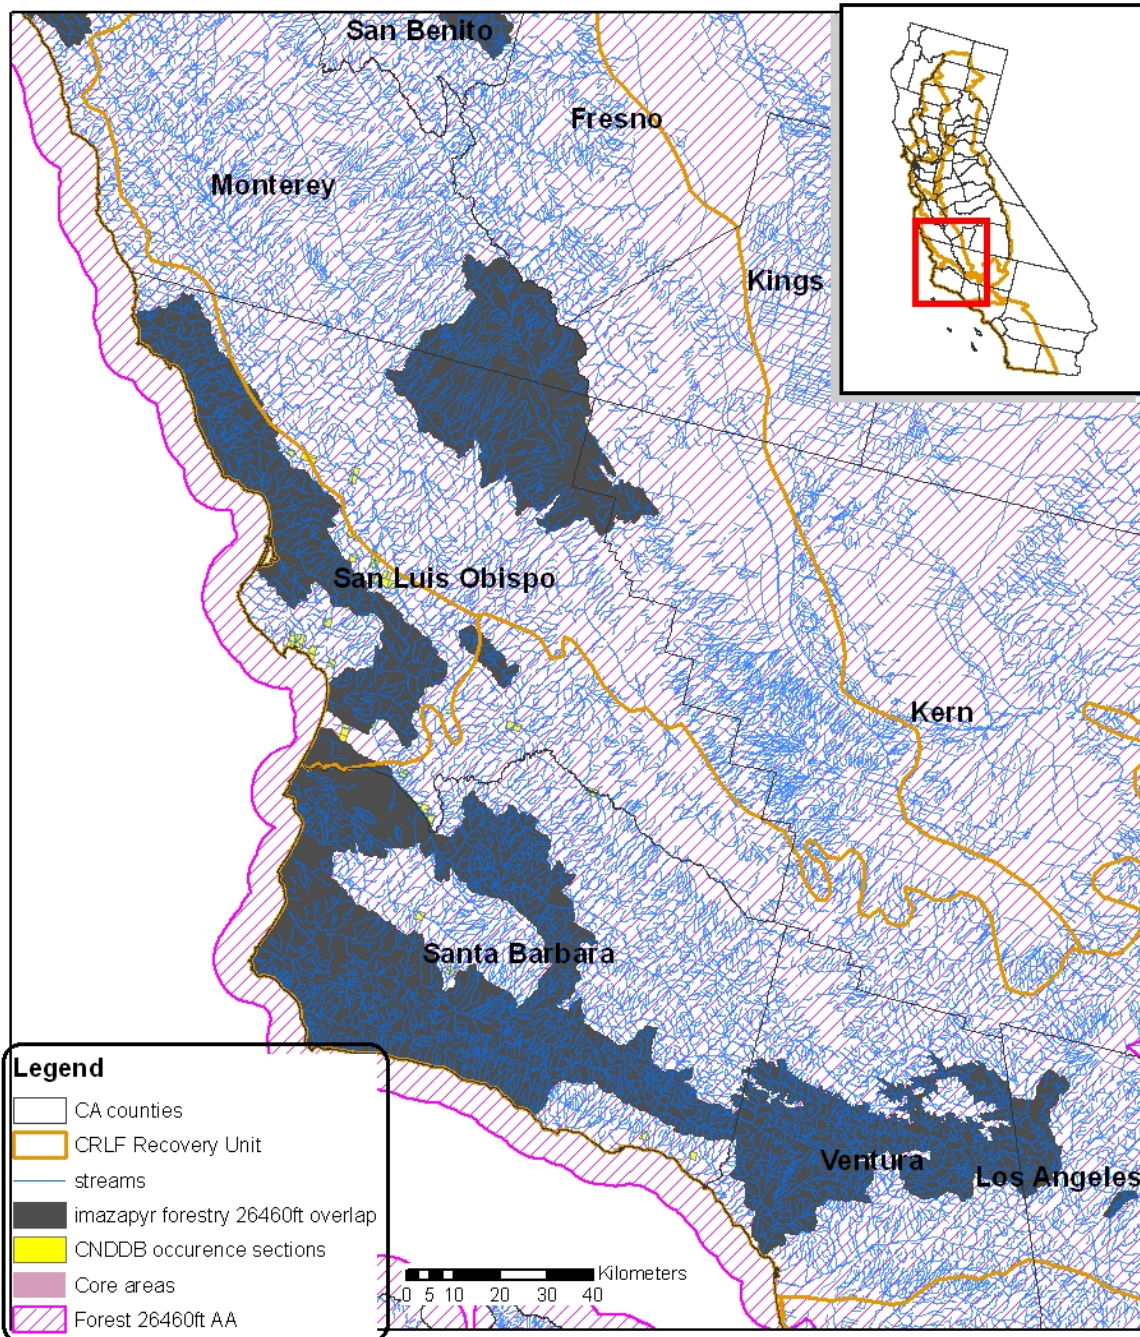 San Benito
Fresno
Monterey
Kings
San Luis Obispo
Kern
Santa Barbara
Ventura
Los Angeles
Legend
CA counties
CRLF Recovery Unit
streams
imazapyr forestry 26460ft overlap
CNDDB occurence sections
Core areas
Forest 26460ft AA
Kilometers
0 5 10 20 30 40